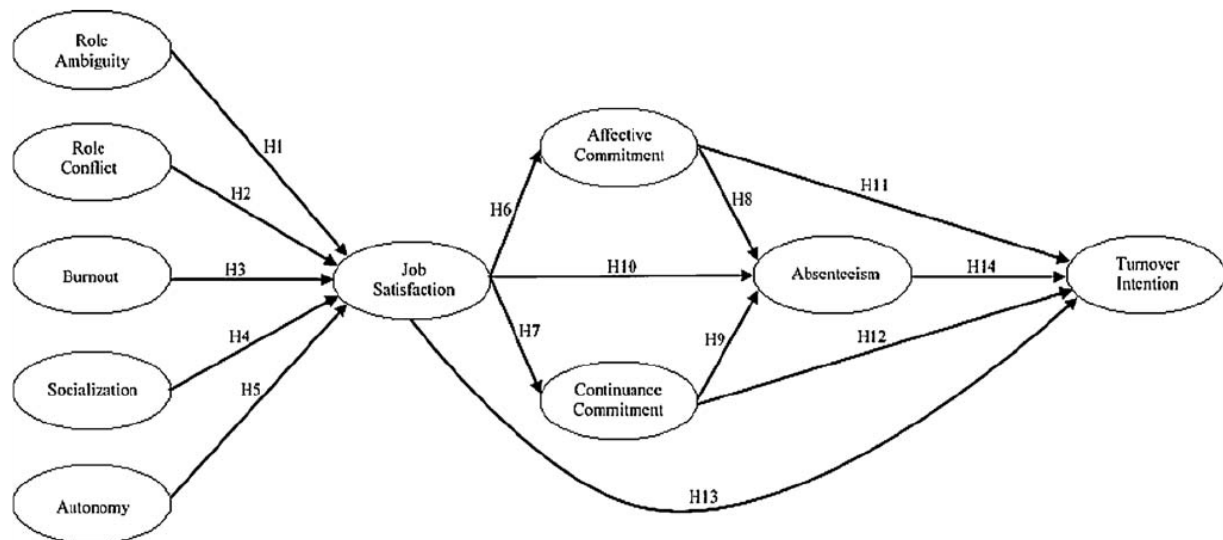 Role
Ambiguity
H1
Role
Conflict
H2
Burnout
H3
Socialization
H4
Autonomy
H5
Job
Satisfaction
H6
H7
Affective
Commitment
H8
H11
H10
Absenteeism
H14
Turnover
Intention
H9
H12
Continuance
Commitment
H13